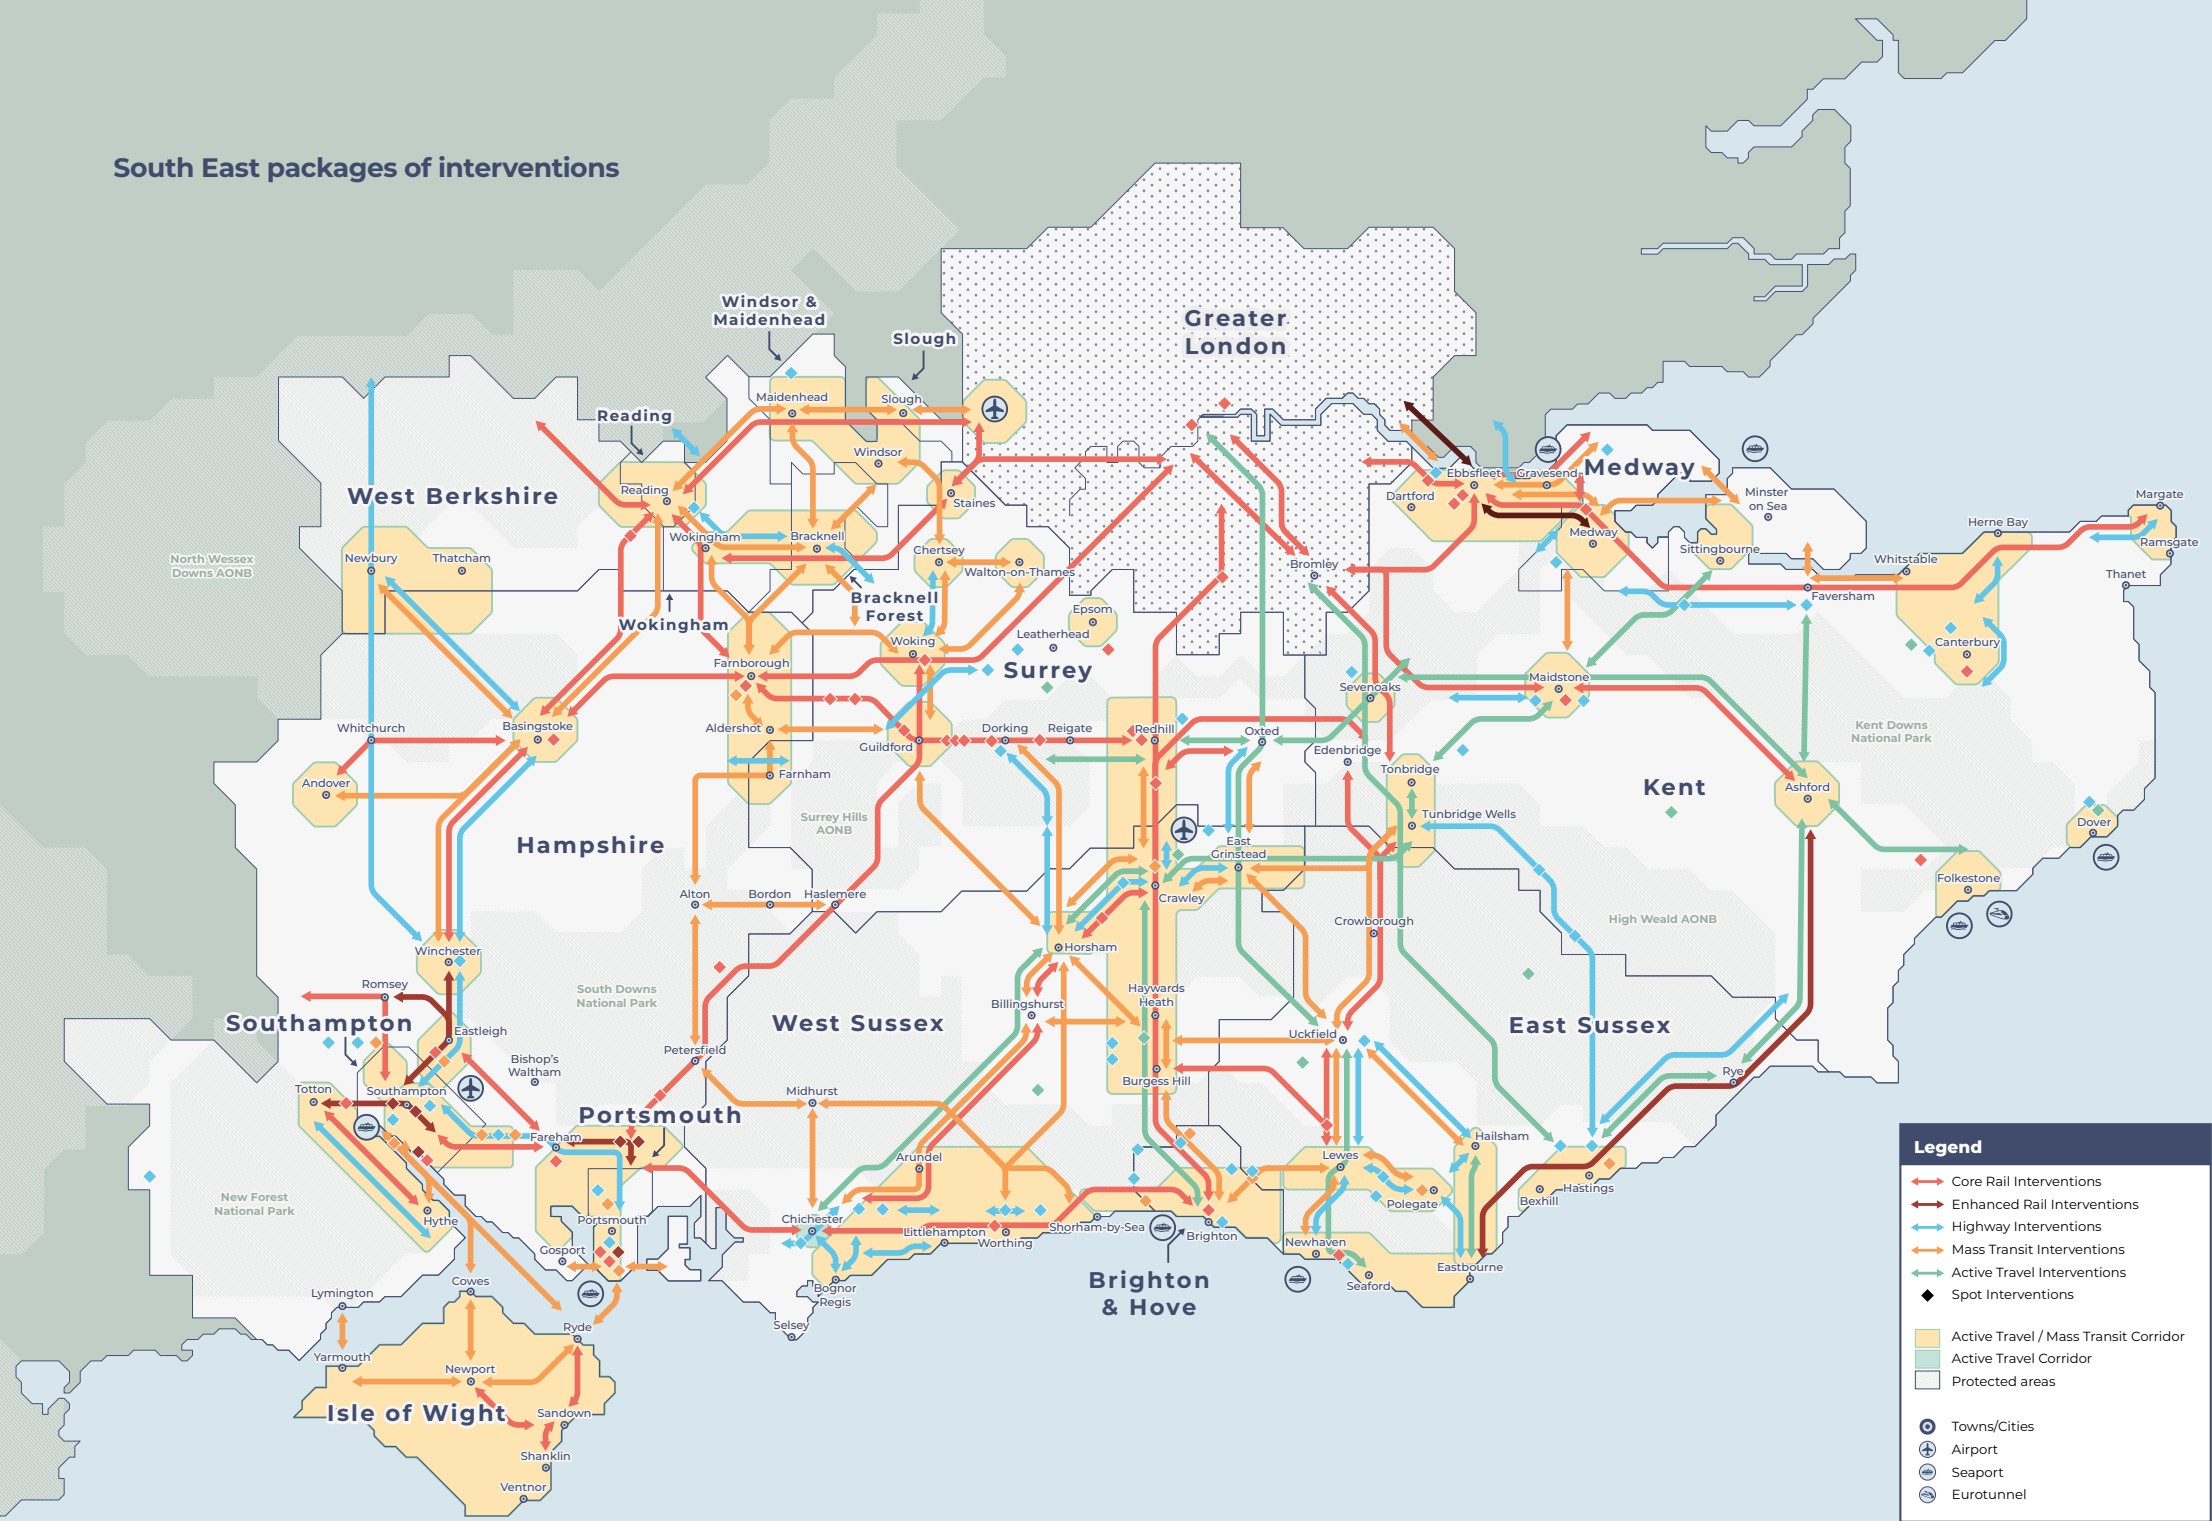 South East packages of interventions
Windsor &
Maidenhead
Slough
Greater
London
Reading
West Berkshire
Medway
Maidenhead
Slough
Windsor
Reading
Staines
Ebbsfleet
Gravesend
Dartford
Medway
Minster
on Sea
Sittingbourne
Margate
Ramsgate
Herne Bay
Whitstable
Thanet
Faversham
North Wessex
Downs AONB
Newbury
Thatcham
Wokingham
Bracknell
Chertsey
Walton-on-Thames
Bromley
Bracknell
Forest
Wokingham
Epsom
Leatherhead
Woking
Surrey
Canterbury
Farnborough
Sevenoaks
Maidstone
Whitchurch
Basingstoke
Aldershot
Guildford
Dorking
Reigate
Redhill
Oxted
Edenbridge
Kent Downs
National Park
Andover
Farnham
Tonbridge
Kent
Ashford
Surrey Hills
AONB
Tunbridge Wells
Dover
Hampshire
East
Grinstead
Folkestone
Alton
Bordon
Haslemere
Crawley
Crowborough
High Weald AONB
Winchester
Horsham
Romsey
South Downs
National Park
Billingshurst
Haywards
Heath
Southampton
Eastleigh
West Sussex
East Sussex
Uckfield
Bishop's
Waltham
Petersfield
Burgess Hill
Rye
Totton
Southampton
Midhurst
Portsmouth
Fareham
Hailsham
Arundel
Lewes
New Forest
National Park
Hythe
Portsmouth
Chichester
Littlehampton
Worthing
Shorham-by-Sea
Brighton
Polegate
Bexhill
Hastings
Gosport
Newhaven
Seaford
Eastbourne
Cowes
Lymington
Bognor
Regis
Brighton
& Hove
Selsey
Ryde
Yarmouth
Newport
Isle of Wight
Sandown
Shanklin
Ventnor
Legend
Core Rail Interventions
Enhanced Rail Interventions
Highway Interventions
Mass Transit Interventions
Active Travel Interventions
Spot Interventions
Active Travel / Mass Transit Corridor
Active Travel Corridor
Protected areas
Towns/Cities
Airport
Seaport
Eurotunnel